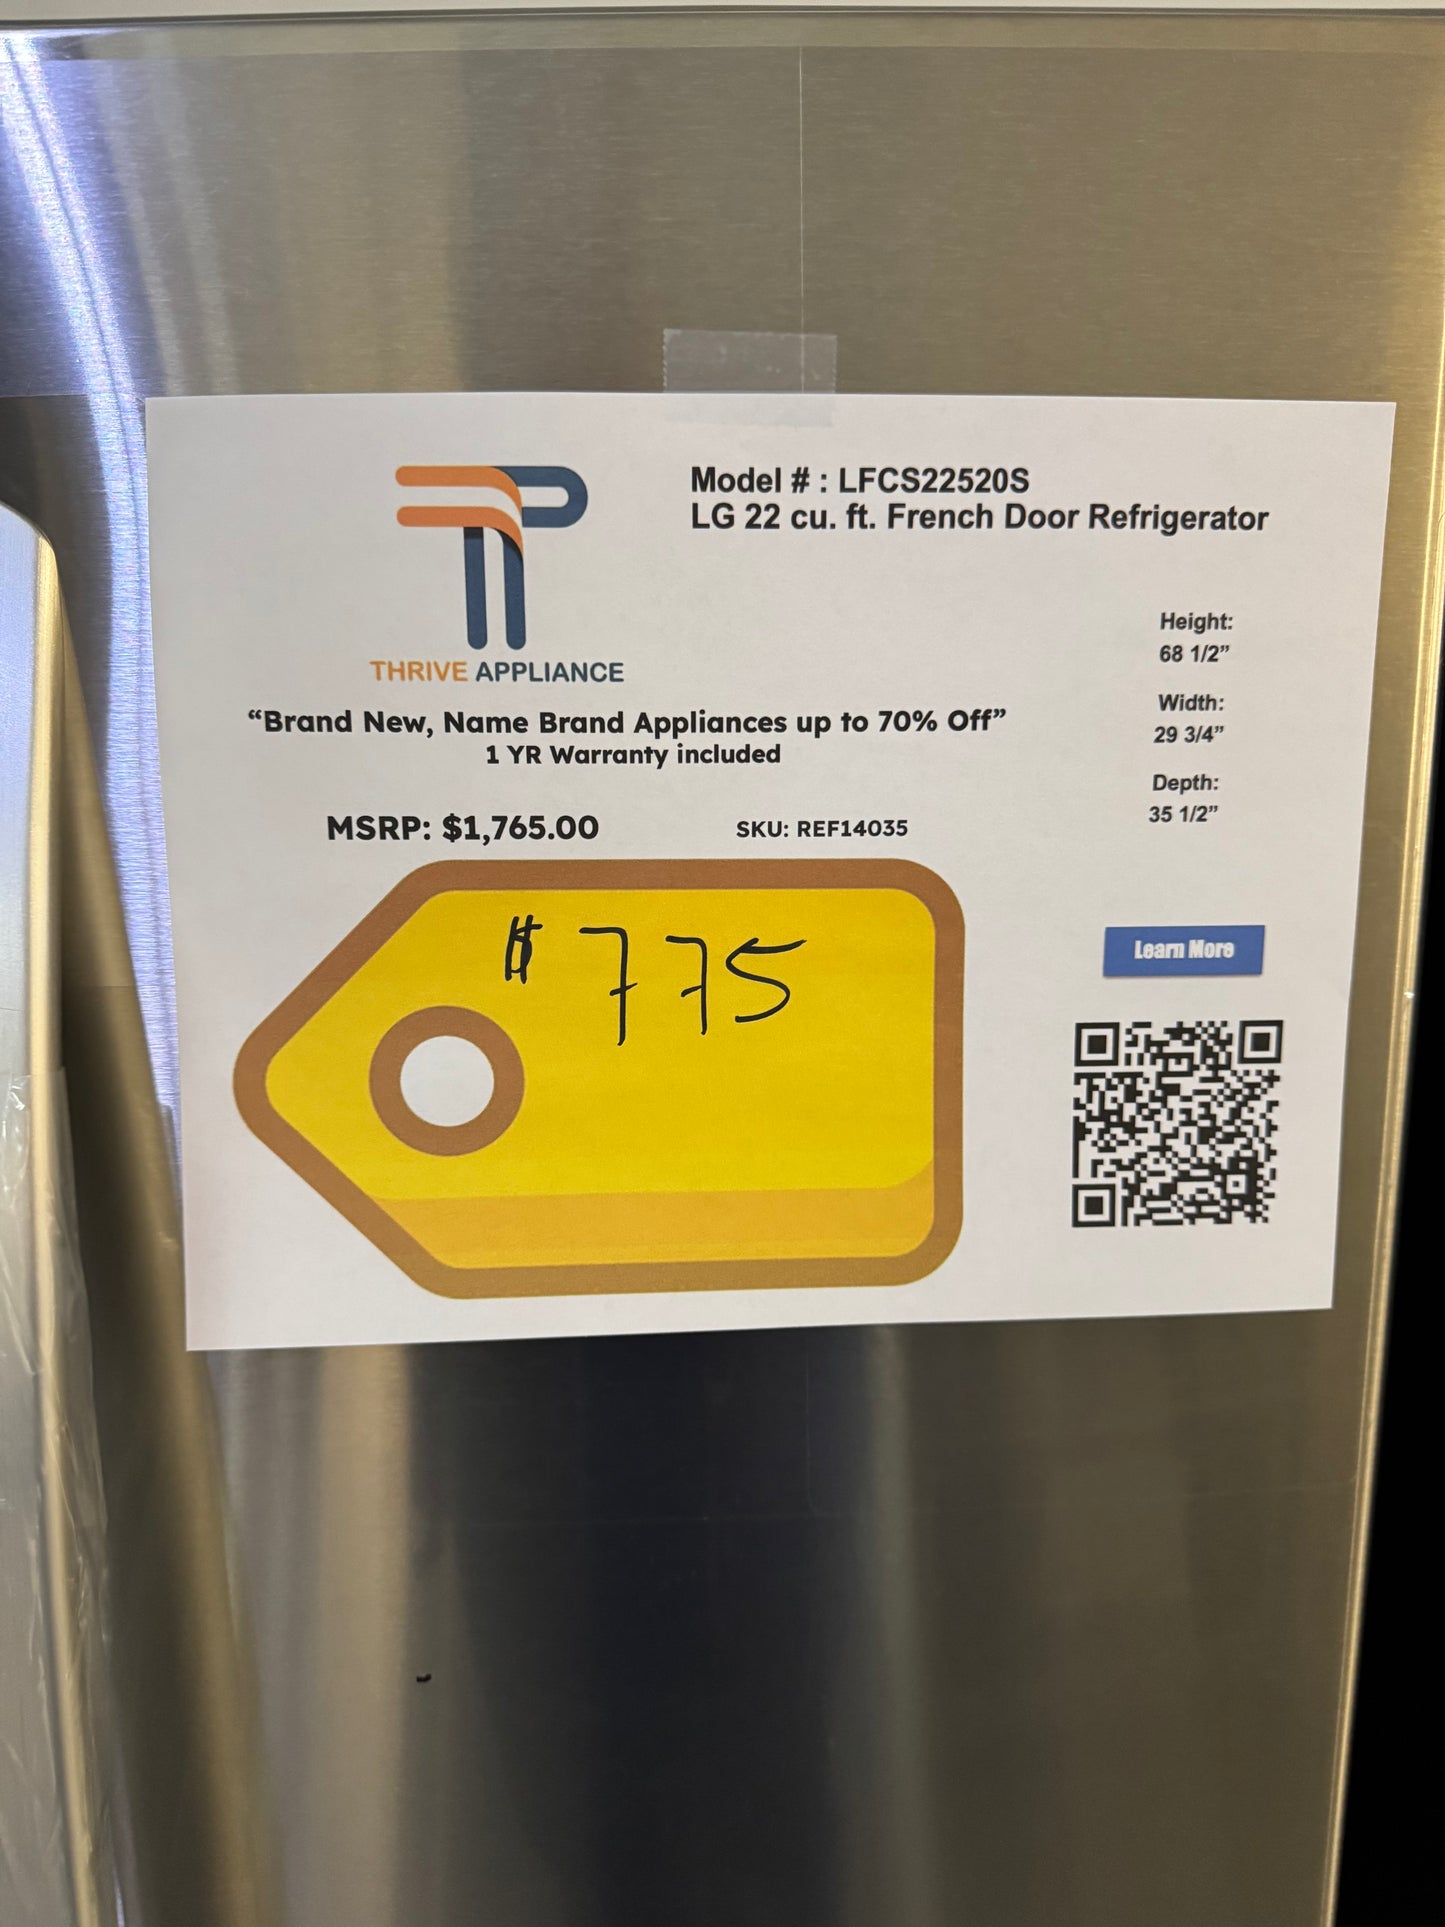 Model # : LFCS22520S
LG 22 cu. ft. French Door Refrigerator
THRIVE APPLIANCE
“Brand New, Name Brand Appliances up to 70% Off”
1 YR Warranty included
MSRP: $1,765.00
SKU: REF14035
$775
Height:
68 1/2”
Width:
29 3/4”
Depth:
35 1/2”
Learn More